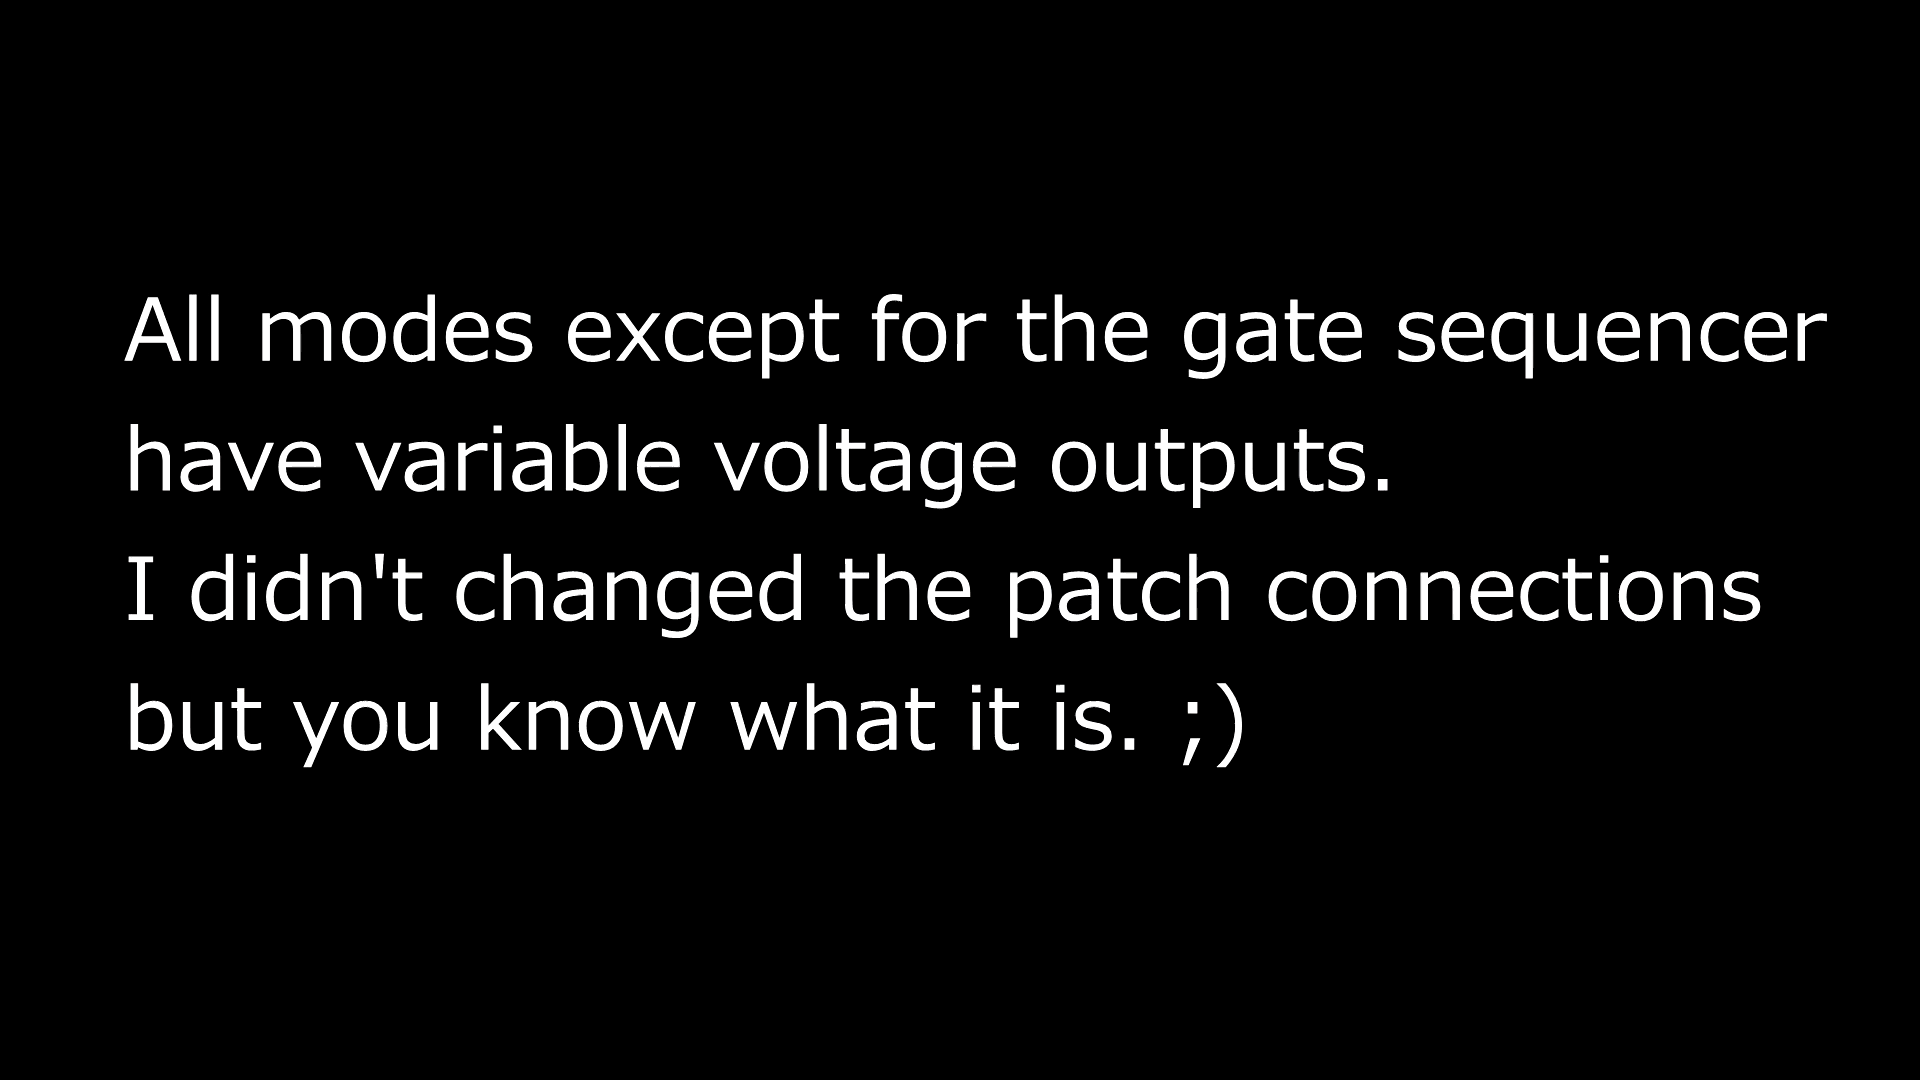 All modes except for the gate sequencer
have variable voltage outputs.
I didn't changed the patch connections
but you know what it is. ;)